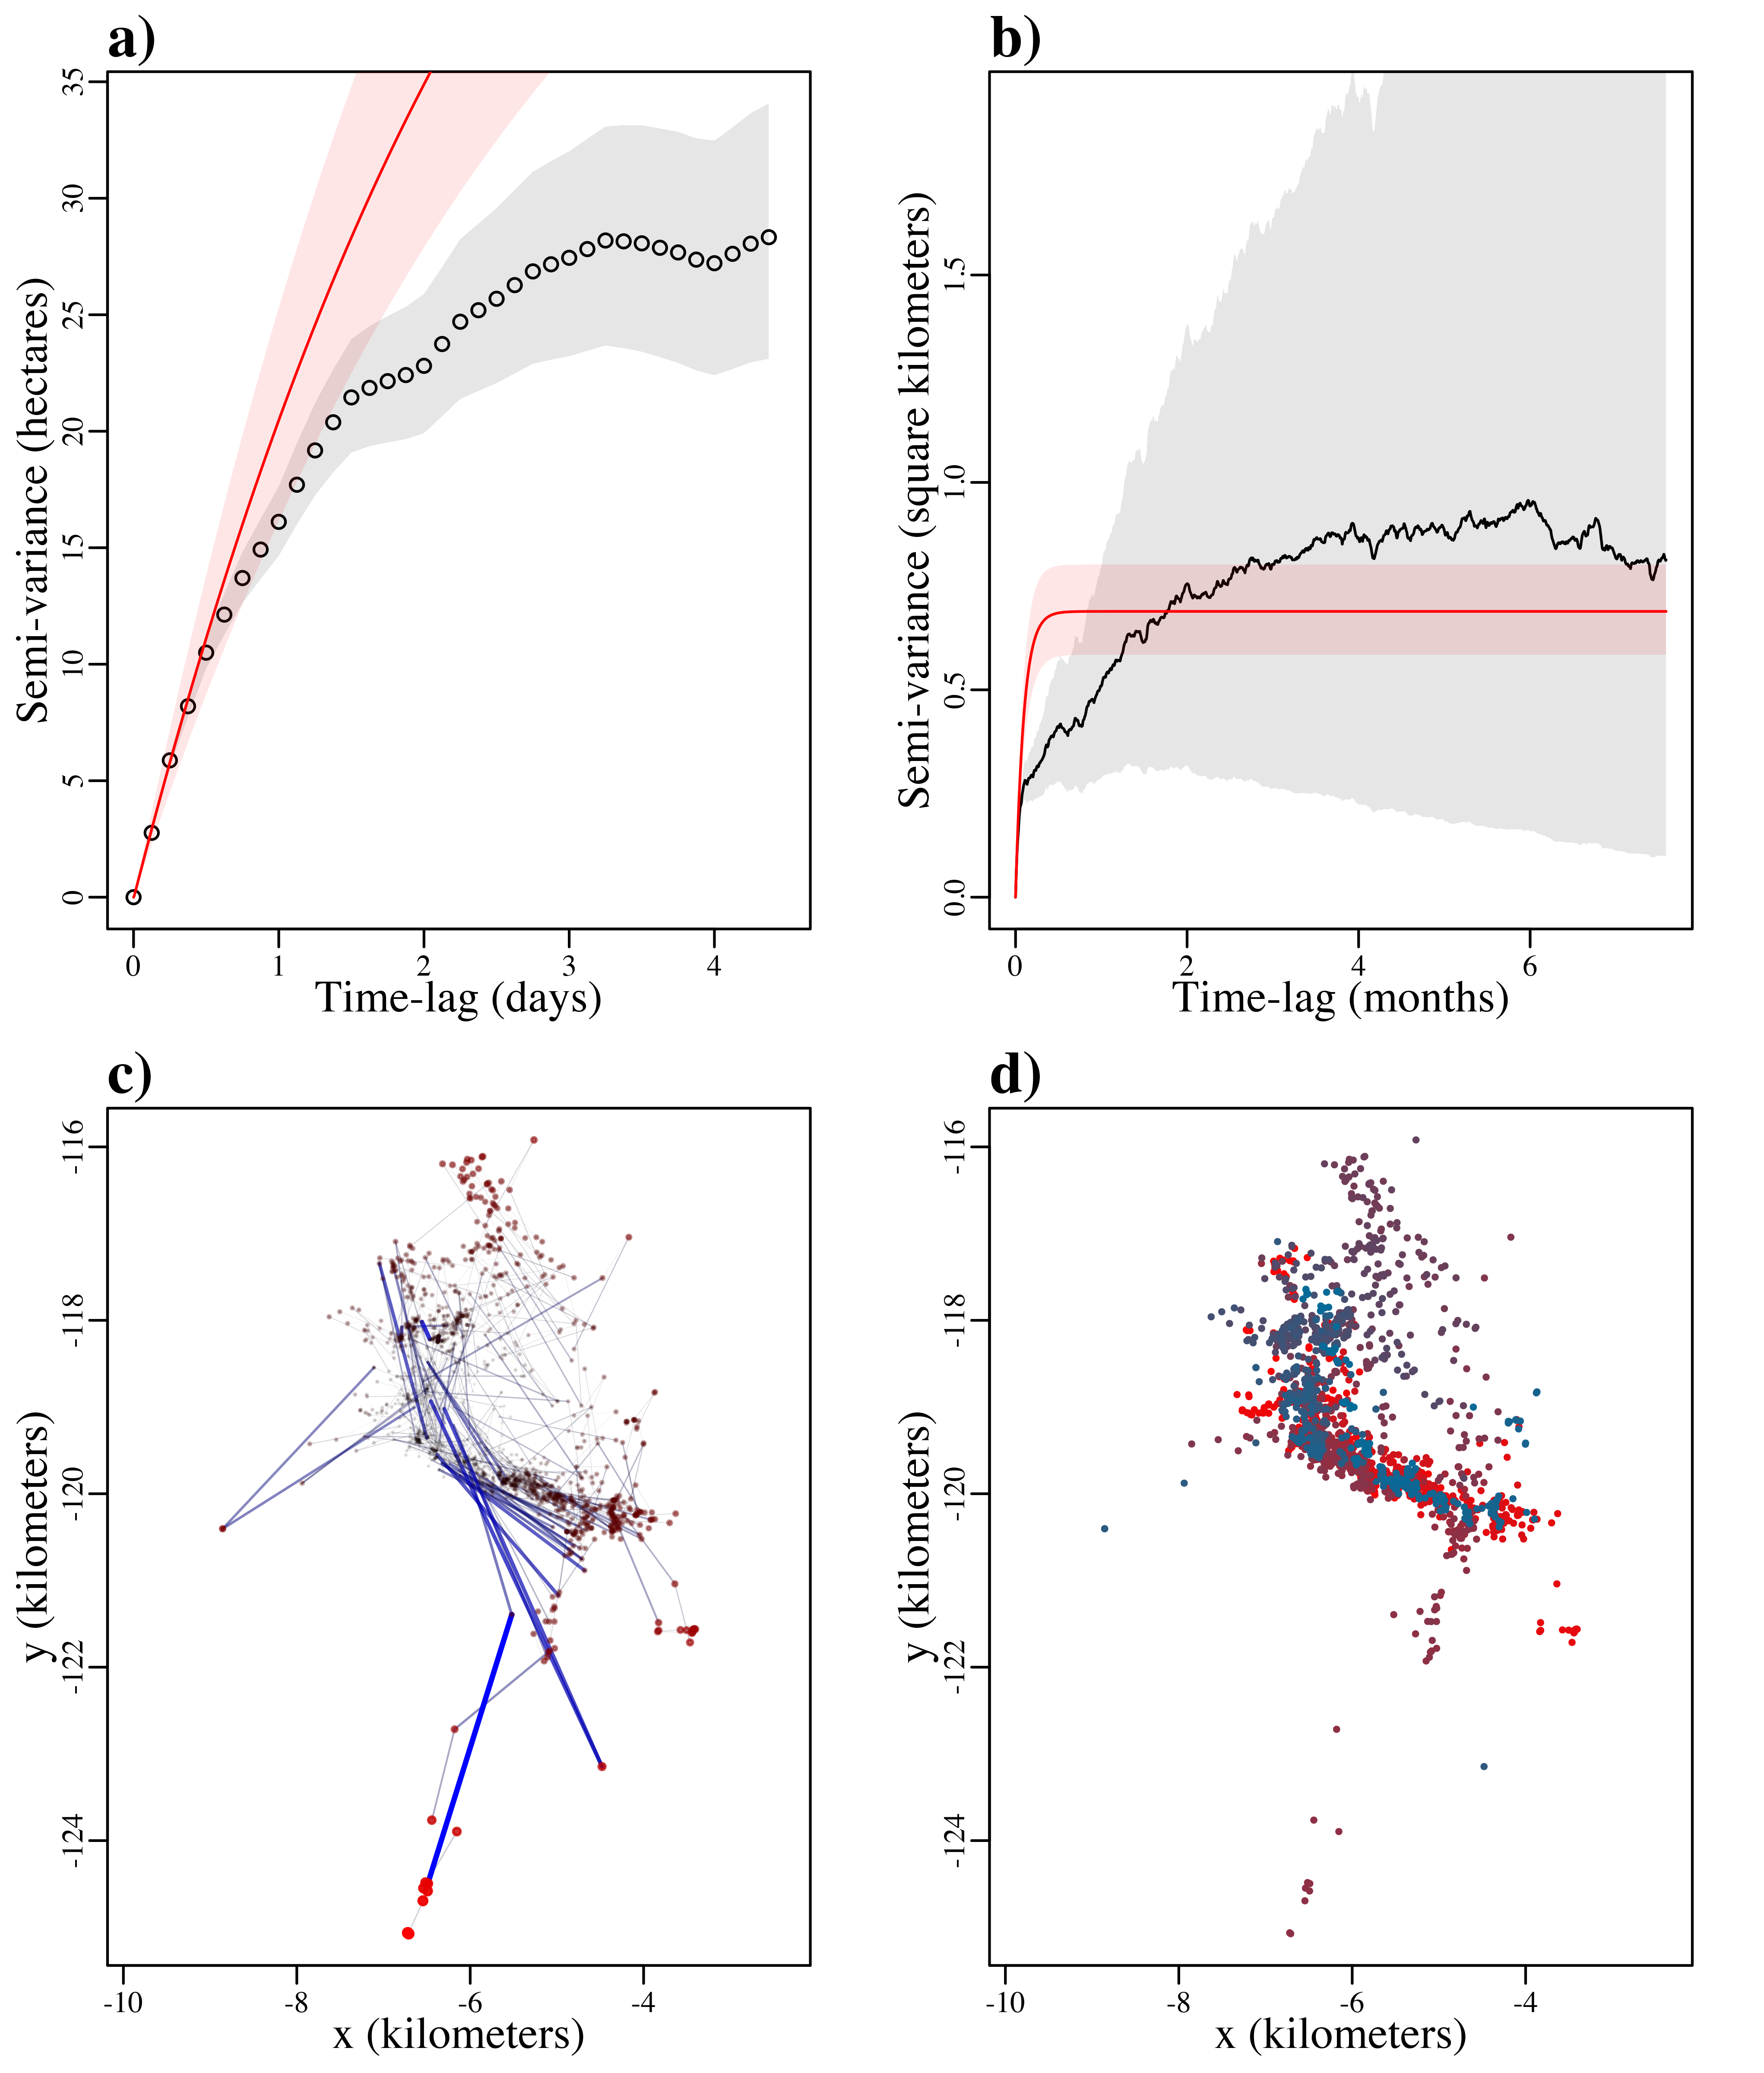 a)
Semi-variance (hectares)
35
30
25
20
15
10
5
0
0 1 2 3 4
Time-lag (days)
b)
Semi-variance (square kilometers)
1.5
1.0
0.5
0.0
0 2 4 6
Time-lag (months)
c)
y (kilometers)
-116
-118
-120
-122
-124
-10 -8 -6 -4
x (kilometers)
d)
y (kilometers)
-116
-118
-120
-122
-124
-10 -8 -6 -4
x (kilometers)